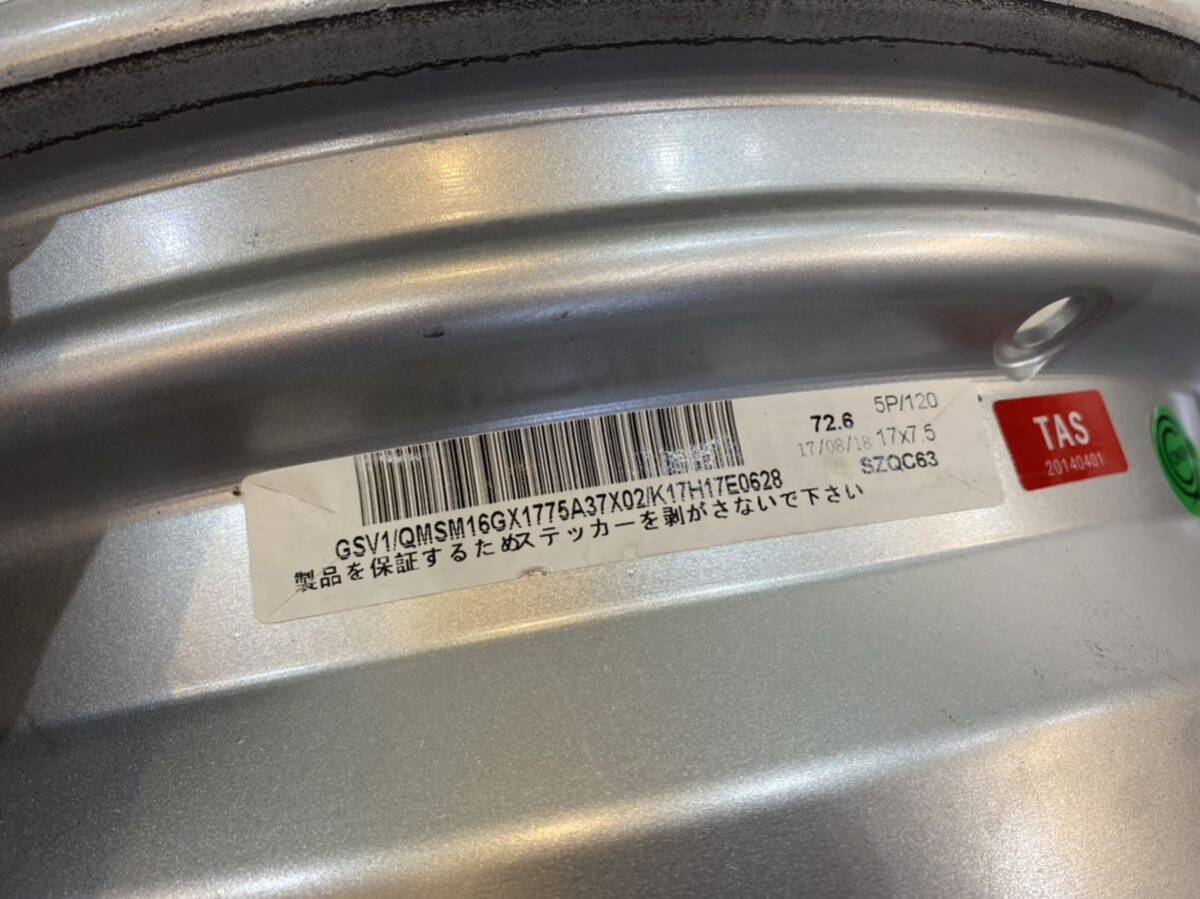 72.6 5P/120
17/08/18 17x7.5
SZQC63
GSV1/QMSM16GX1775A37X02/K17H17E0628
製品を保証するためステッカーを剥がさないで下さい
TAS
20140401